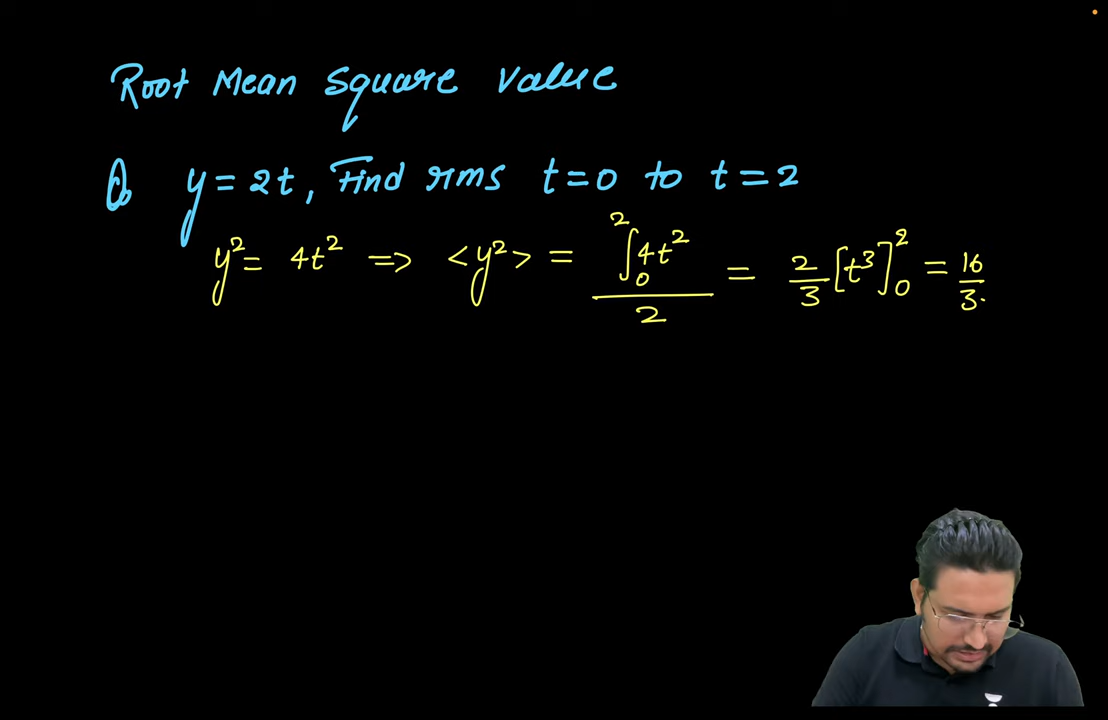 Root Mean Square Value
Q y = 2t, Find rms t = 0 to t = 2
y² = 4t² => <y²> = ∫₀² 4t² / 2 = 2/3 [t³]₀² = 16/3